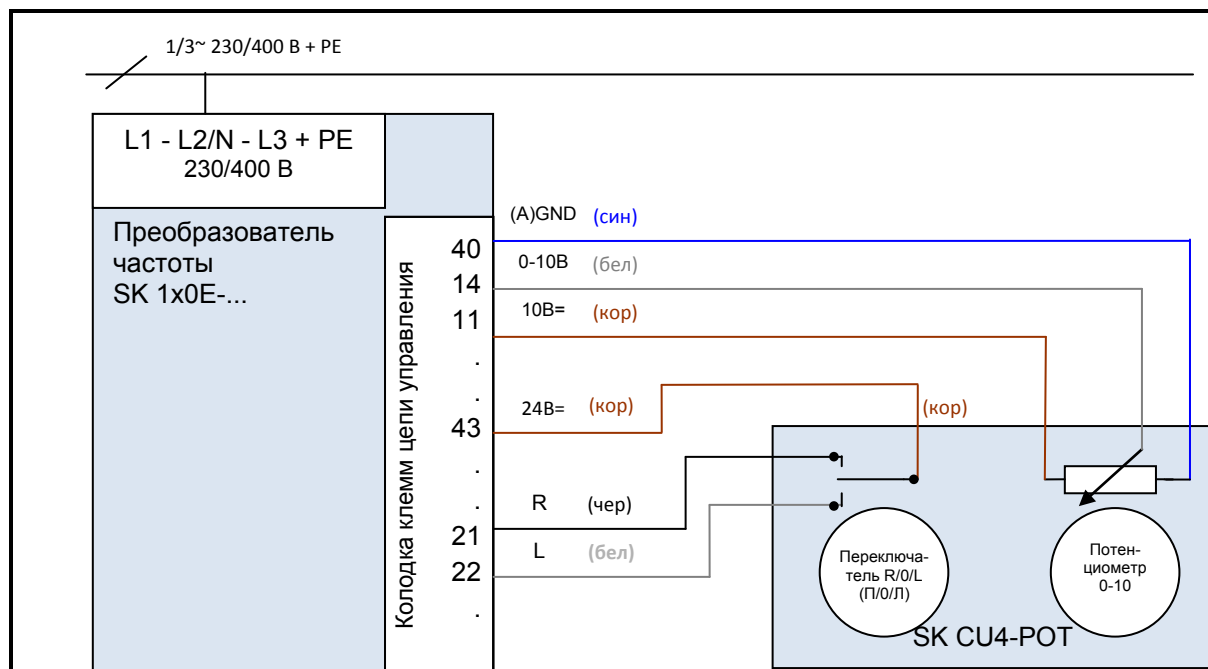 1/3~ 230/400 В + PE
L1 - L2/N - L3 + PE
230/400 В
Преобразователь
частоты
SK 1x0E-...
Колодка клемм цепи управления
40
14
11
.
.
43
.
.
21
22
.
(A)GND (син)
0-10В (бел)
10В= (кор)
24В= (кор)
(кор)
R (чер)
L (бел)
Переключа-
тель R/0/L
(П/0/Л)
Потен-
циометр
0-10
SK CU4-POT